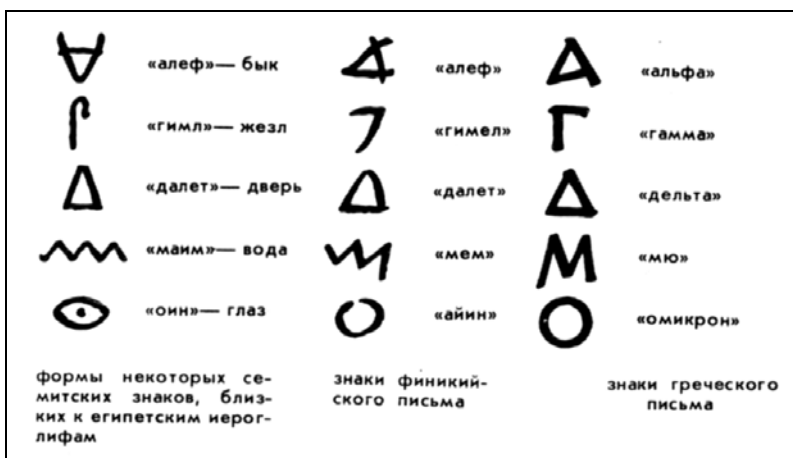 «алеф»— бык «алеф» «альфа»
«гимл»— жезл «гимел» «гамма»
«далет»— дверь «далет» «дельта»
«маим»— вода «мем» «мю»
«оин»— глаз «айин» «омикрон»
формы некоторых се-
митских знаков, близ-
ких к египетским иерог-
лифам
знаки финикий-
ского письма
знаки греческого
письма